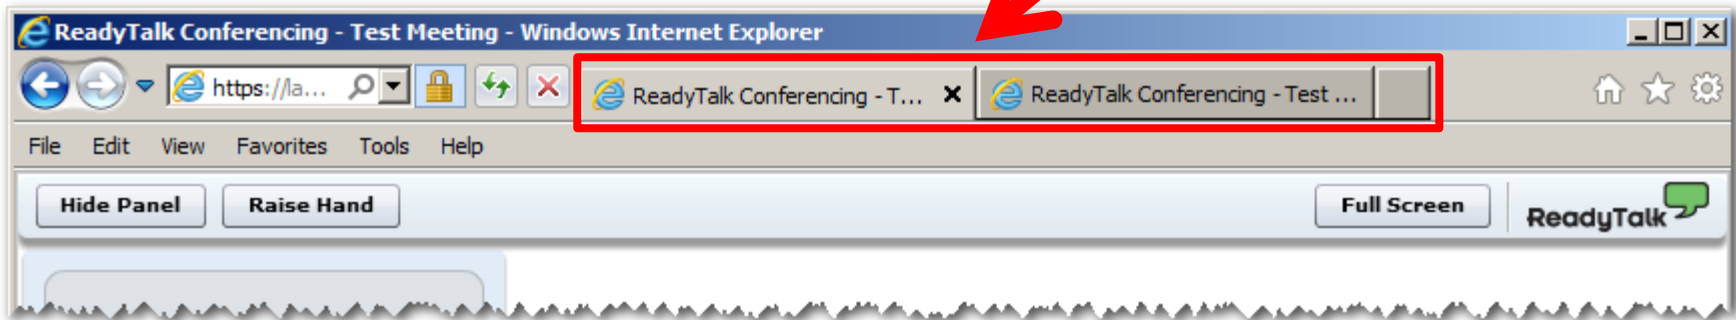 ReadyTalk Conferencing - Test Meeting - Windows Internet Explorer
https://la... ReadyTalk Conferencing - T... ReadyTalk Conferencing - Test ...
File Edit View Favorites Tools Help
Hide Panel Raise Hand Full Screen ReadyTalk